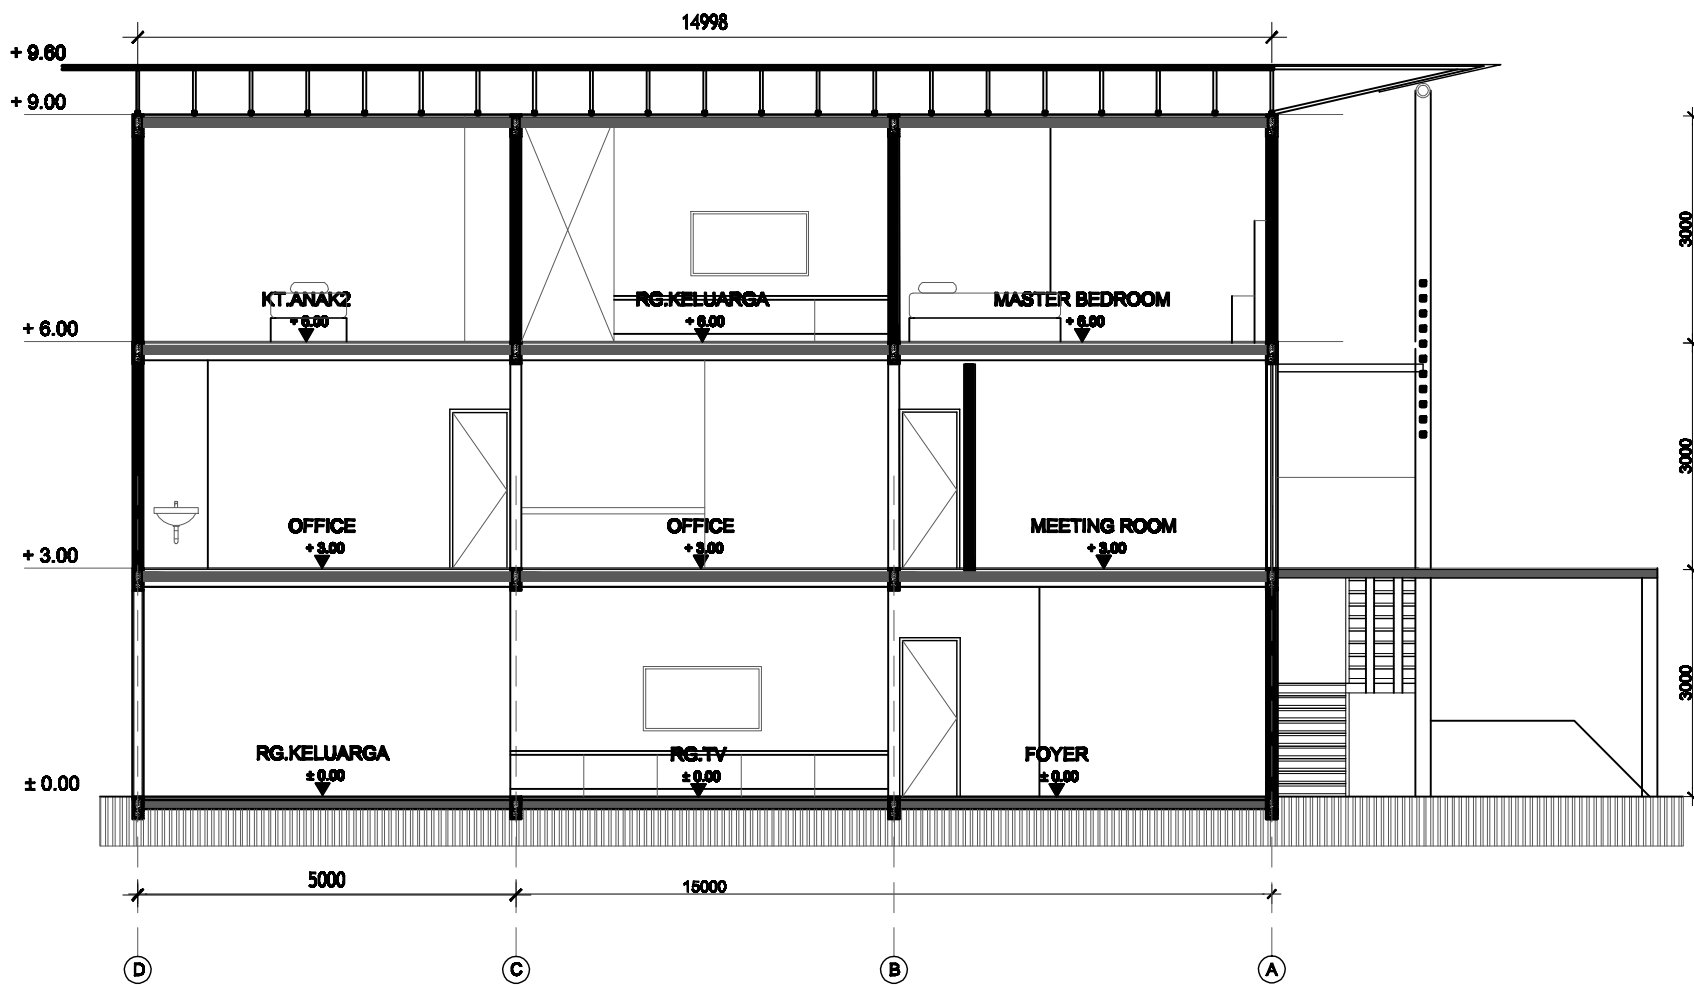 14998
+ 9.60
+ 9.00
3000
KT.ANAK2
RG.KELUARGA
MASTER BEDROOM
+ 6.00
+ 6.00
+ 6.00
+ 6.00
3000
OFFICE
OFFICE
MEETING ROOM
+ 3.00
+ 3.00
+ 3.00
+ 3.00
3000
RG.KELUARGA
RG.TV
FOYER
± 0.00
± 0.00
± 0.00
± 0.00
5000
15000
D
C
B
A